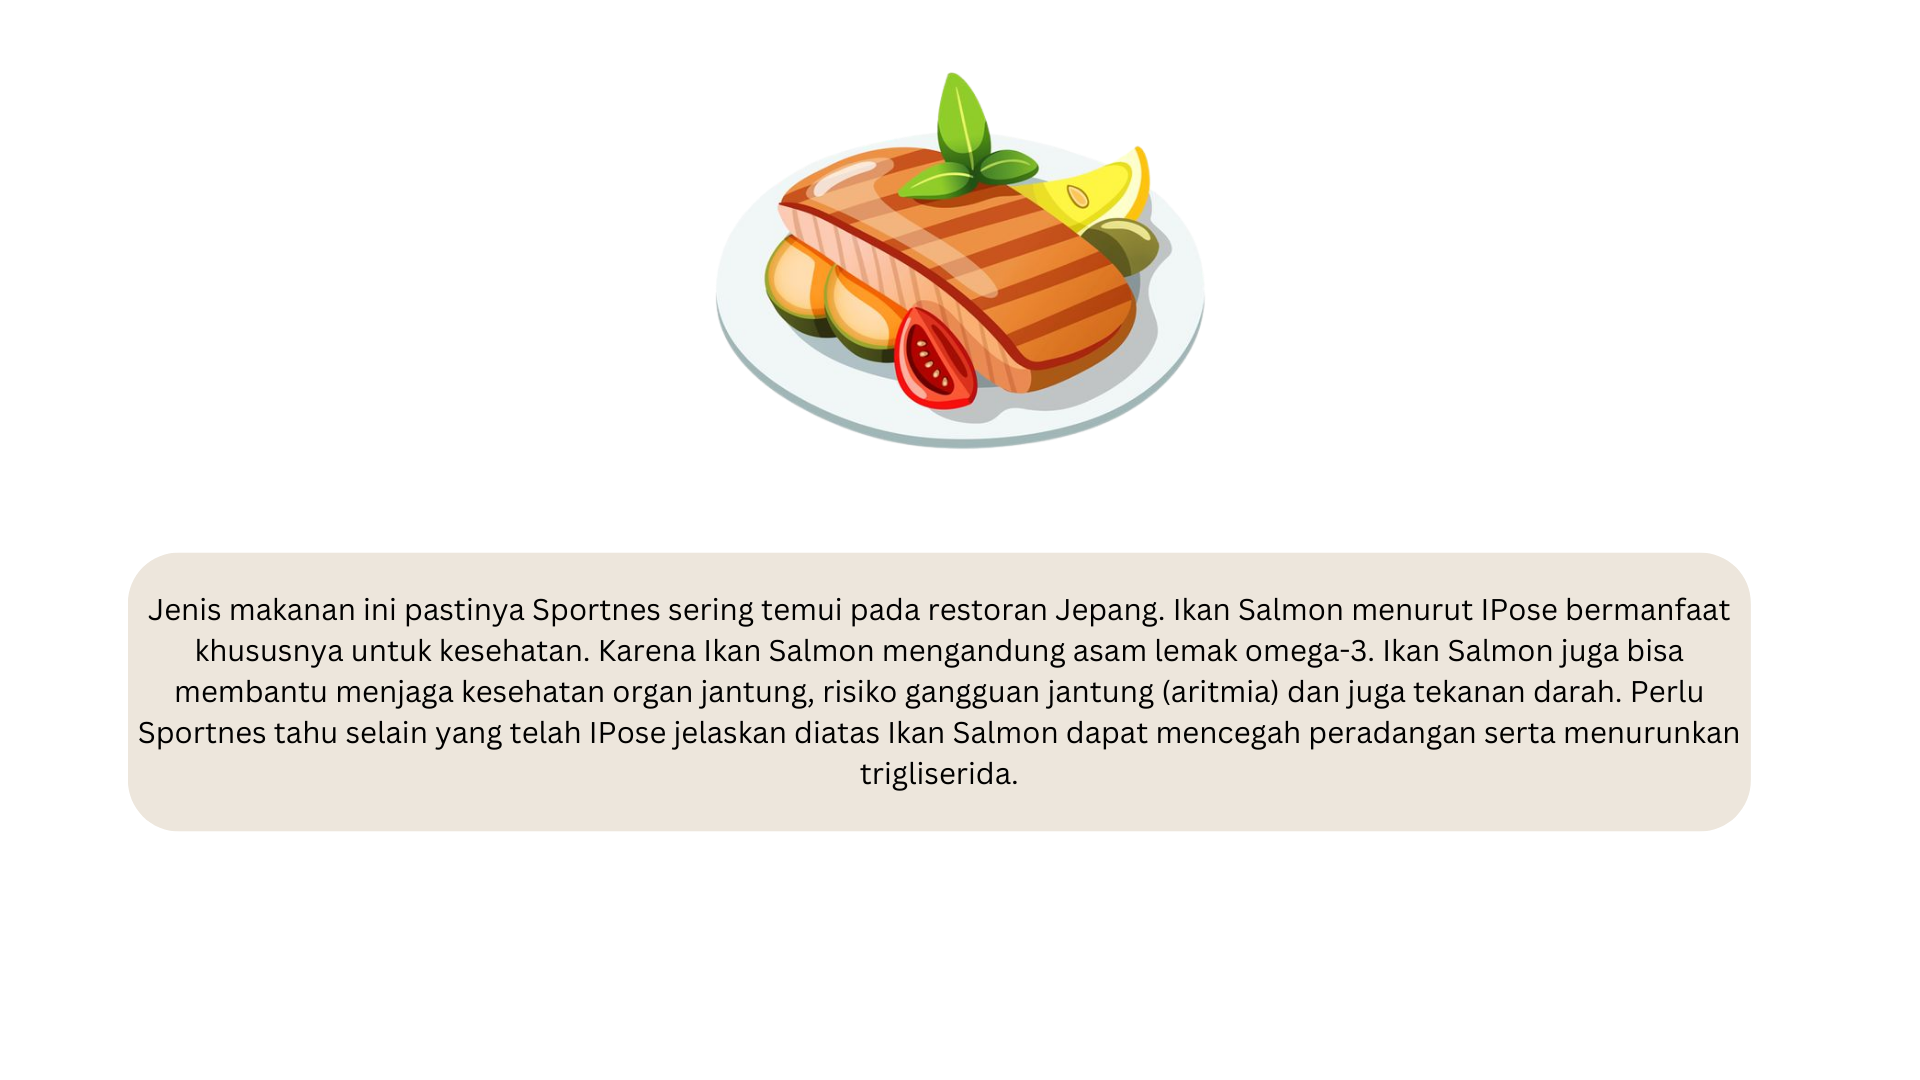 Jenis makanan ini pastinya Sportnes sering temui pada restoran Jepang. Ikan Salmon menurut IPose bermanfaat
khususnya untuk kesehatan. Karena Ikan Salmon mengandung asam lemak omega-3. Ikan Salmon juga bisa
membantu menjaga kesehatan organ jantung, risiko gangguan jantung (aritmia) dan juga tekanan darah. Perlu
Sportnes tahu selain yang telah IPose jelaskan diatas Ikan Salmon dapat mencegah peradangan serta menurunkan
trigliserida.